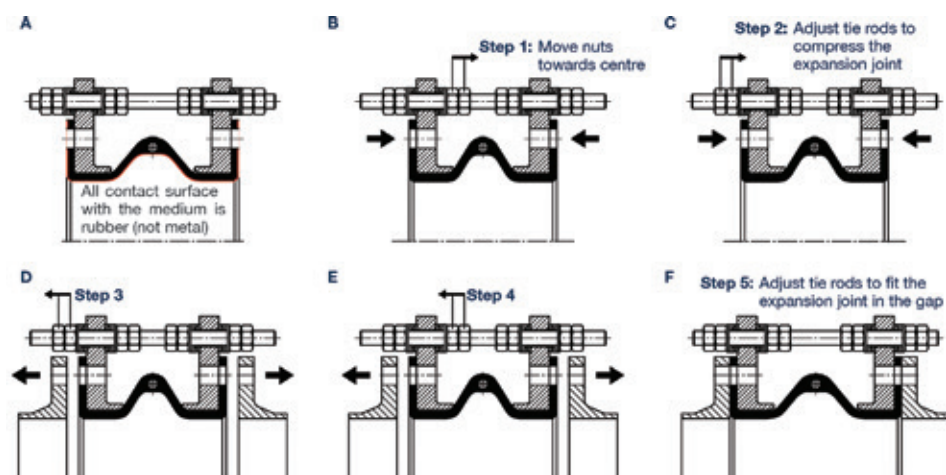 A
All contact surface
with the medium is
rubber (not metal)
B
Step 1: Move nuts
towards centre
C
Step 2: Adjust tie rods to
compress the
expansion joint
D
Step 3
E
Step 4
F
Step 5: Adjust tie rods to fit the
expansion joint in the gap